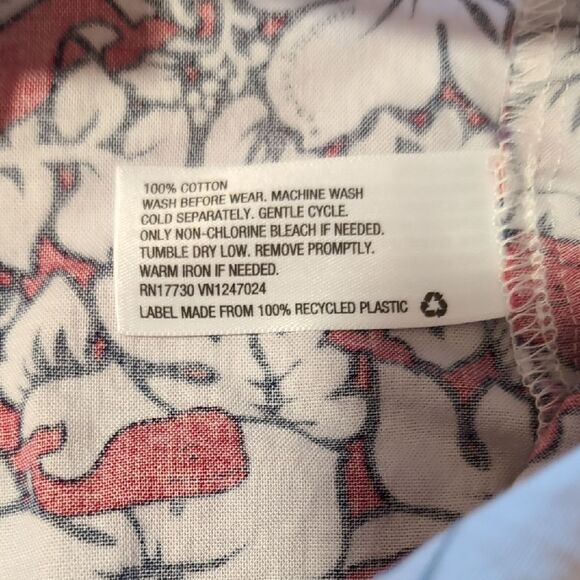 100% COTTON
WASH BEFORE WEAR. MACHINE WASH
COLD SEPARATELY. GENTLE CYCLE.
ONLY NON-CHLORINE BLEACH IF NEEDED.
TUMBLE DRY LOW. REMOVE PROMPTLY.
WARM IRON IF NEEDED.
RN17730 VN1247024
LABEL MADE FROM 100% RECYCLED PLASTIC